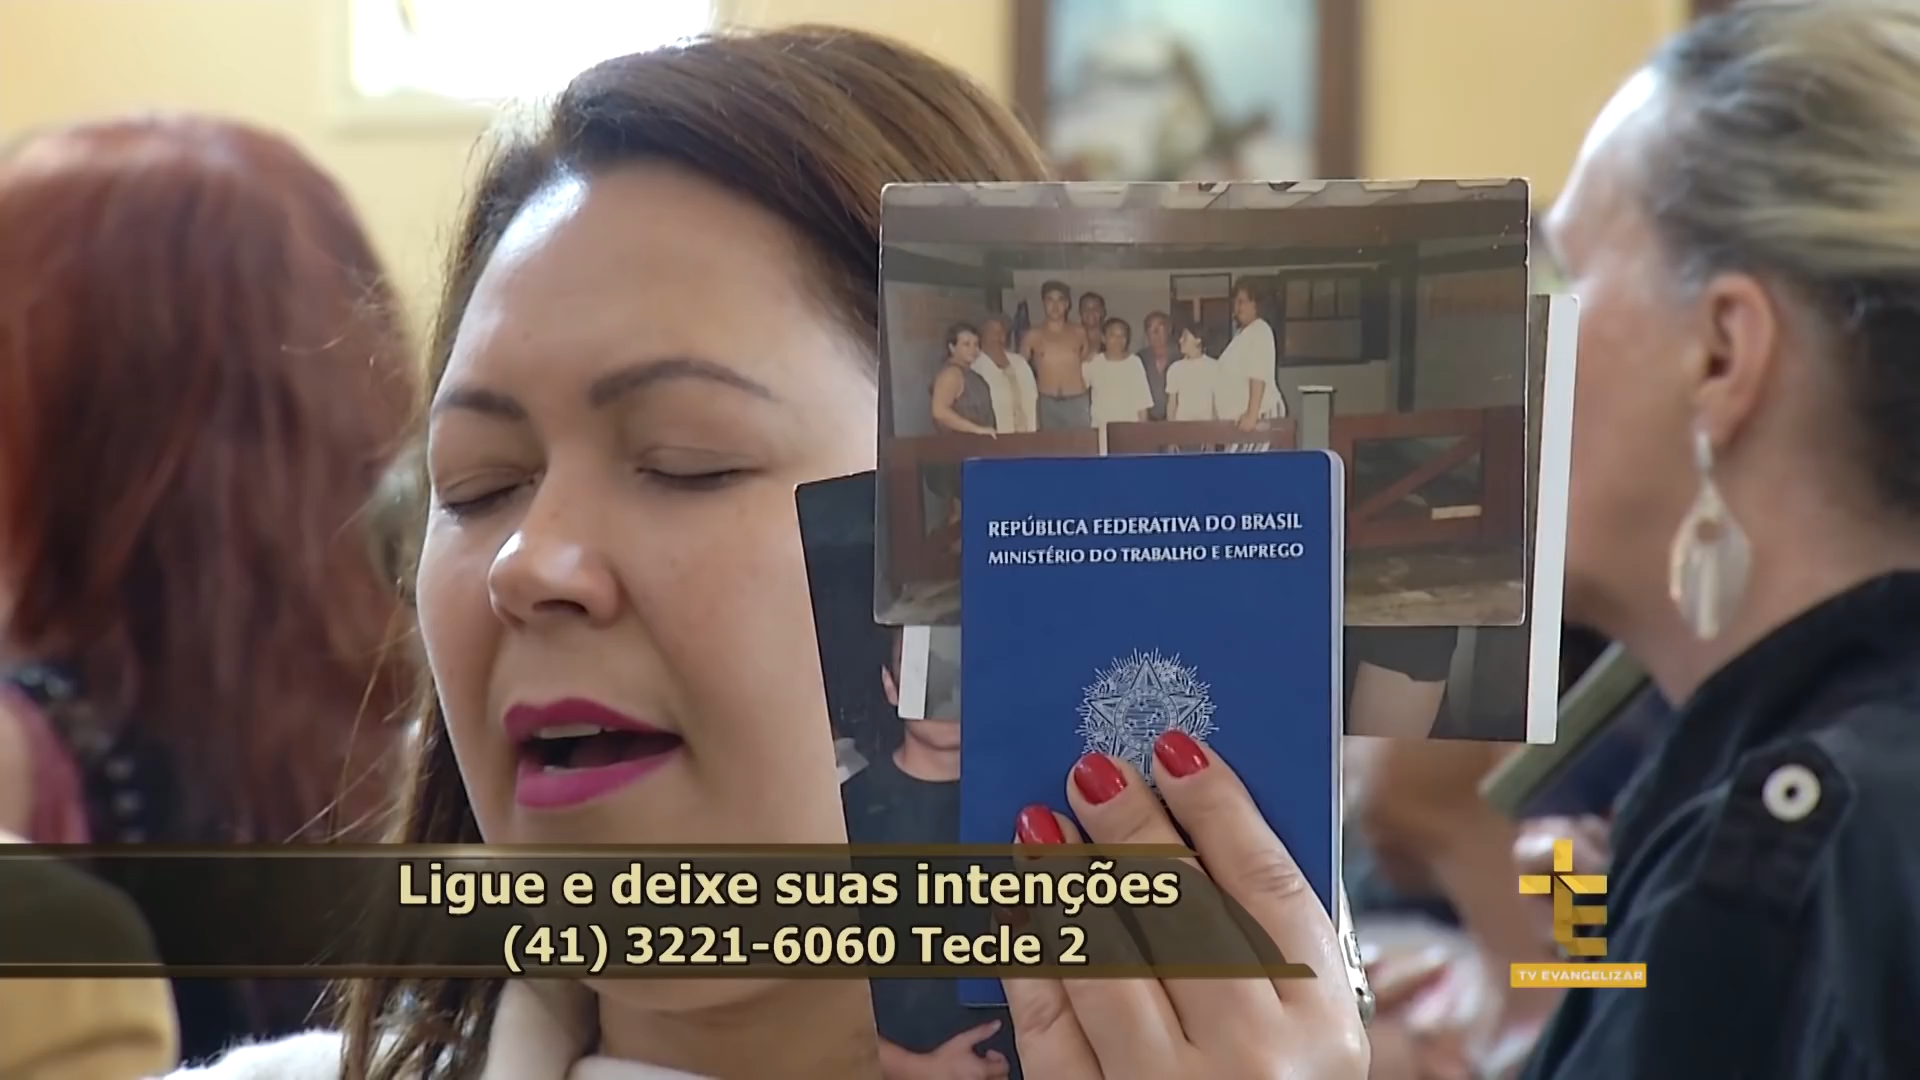 REPÚBLICA FEDERATIVA DO BRASIL
MINISTÉRIO DO TRABALHO E EMPREGO
Ligue e deixe suas intenções
(41) 3221-6060 Tecle 2
TV EVANGELIZAR